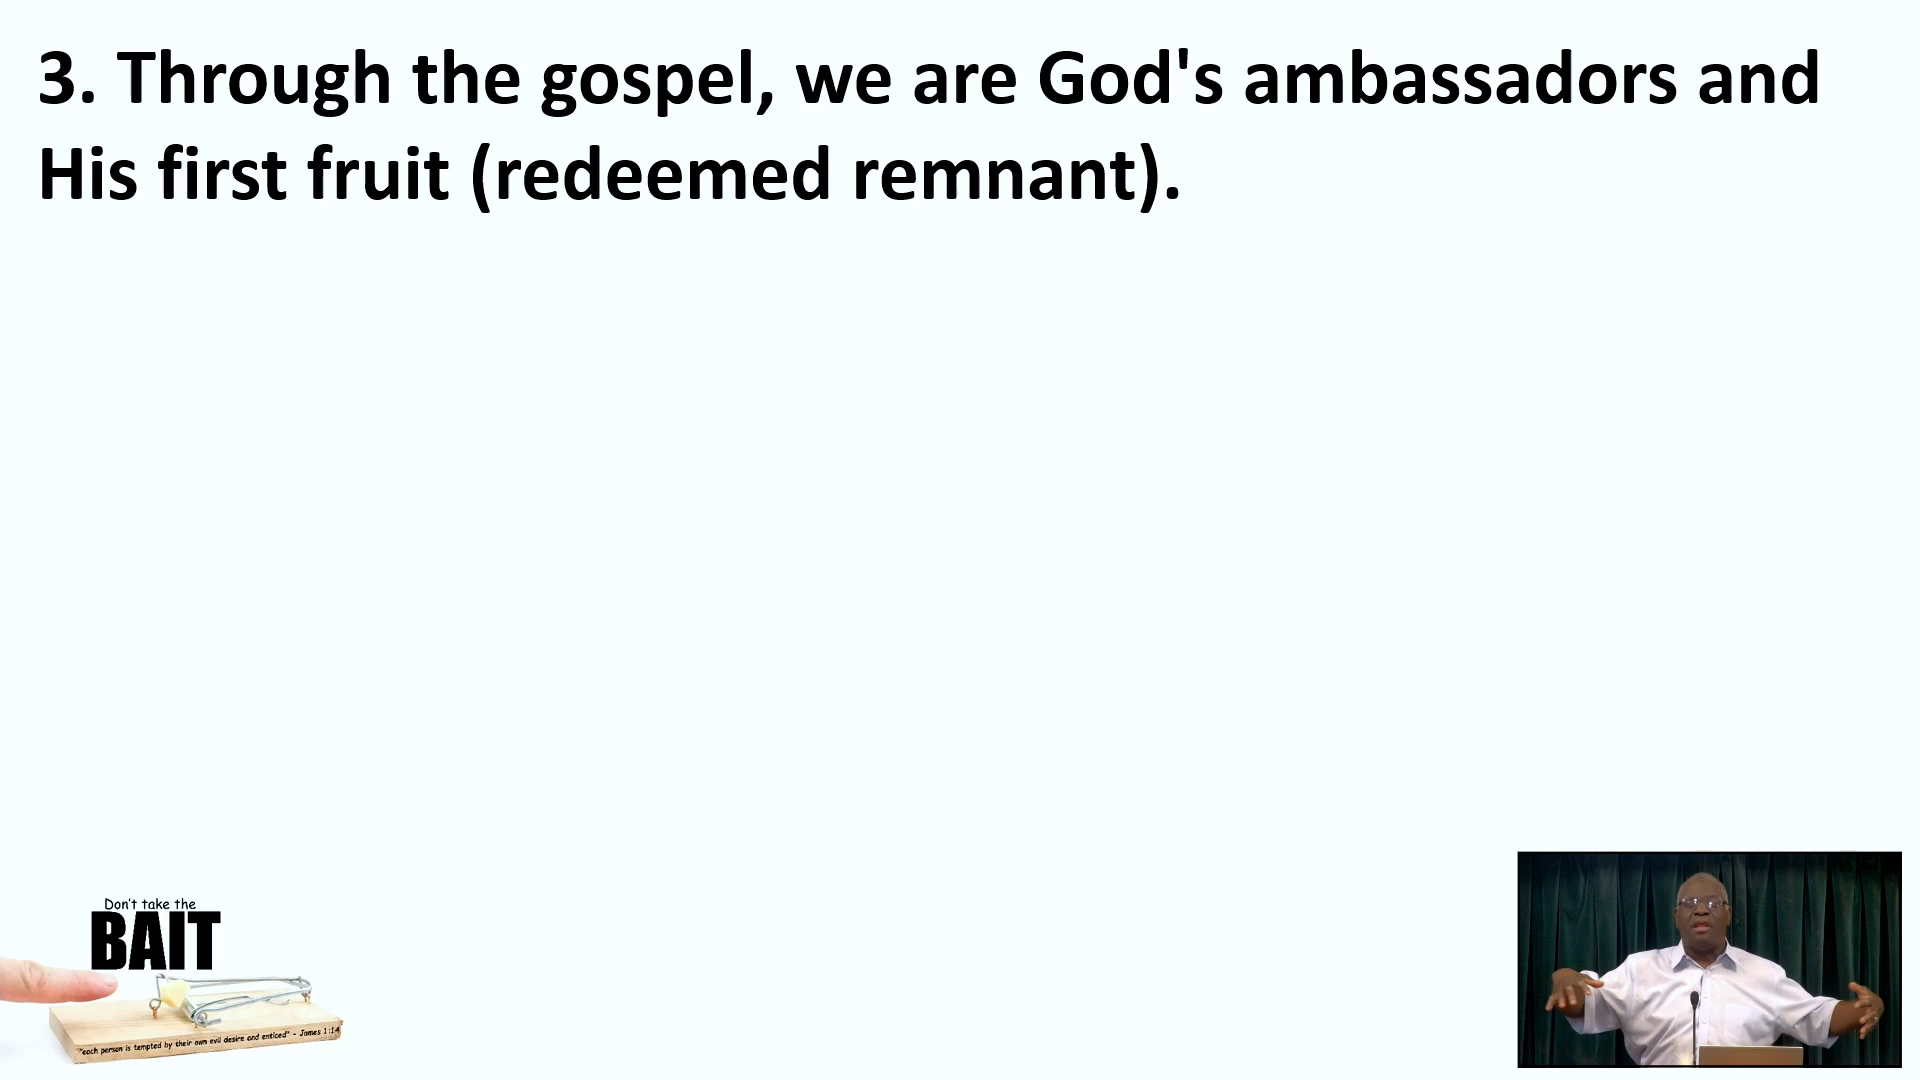 3. Through the gospel, we are God's ambassadors and
His first fruit (redeemed remnant).
Don't take the
BAIT
"each person is tempted by their own evil desire and enticed" - James 1:14